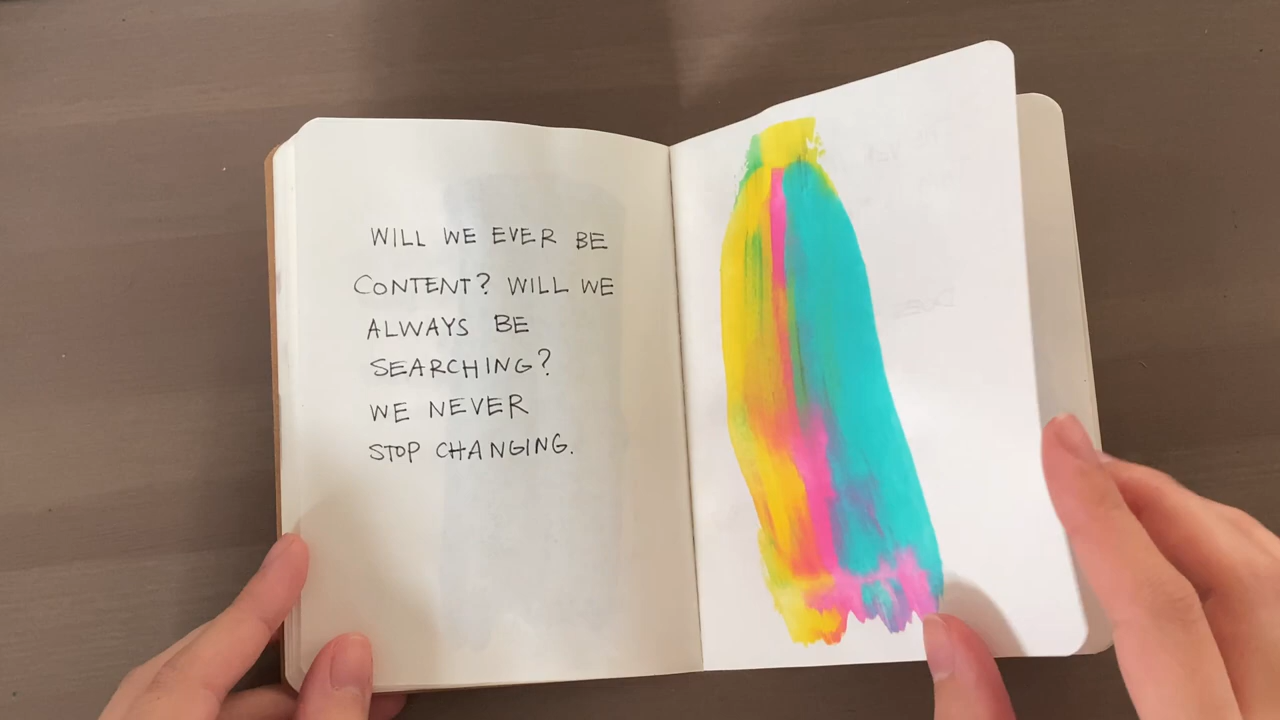 WILL WE EVER BE
CONTENT? WILL WE
ALWAYS BE
SEARCHING?
WE NEVER
STOP CHANGING.